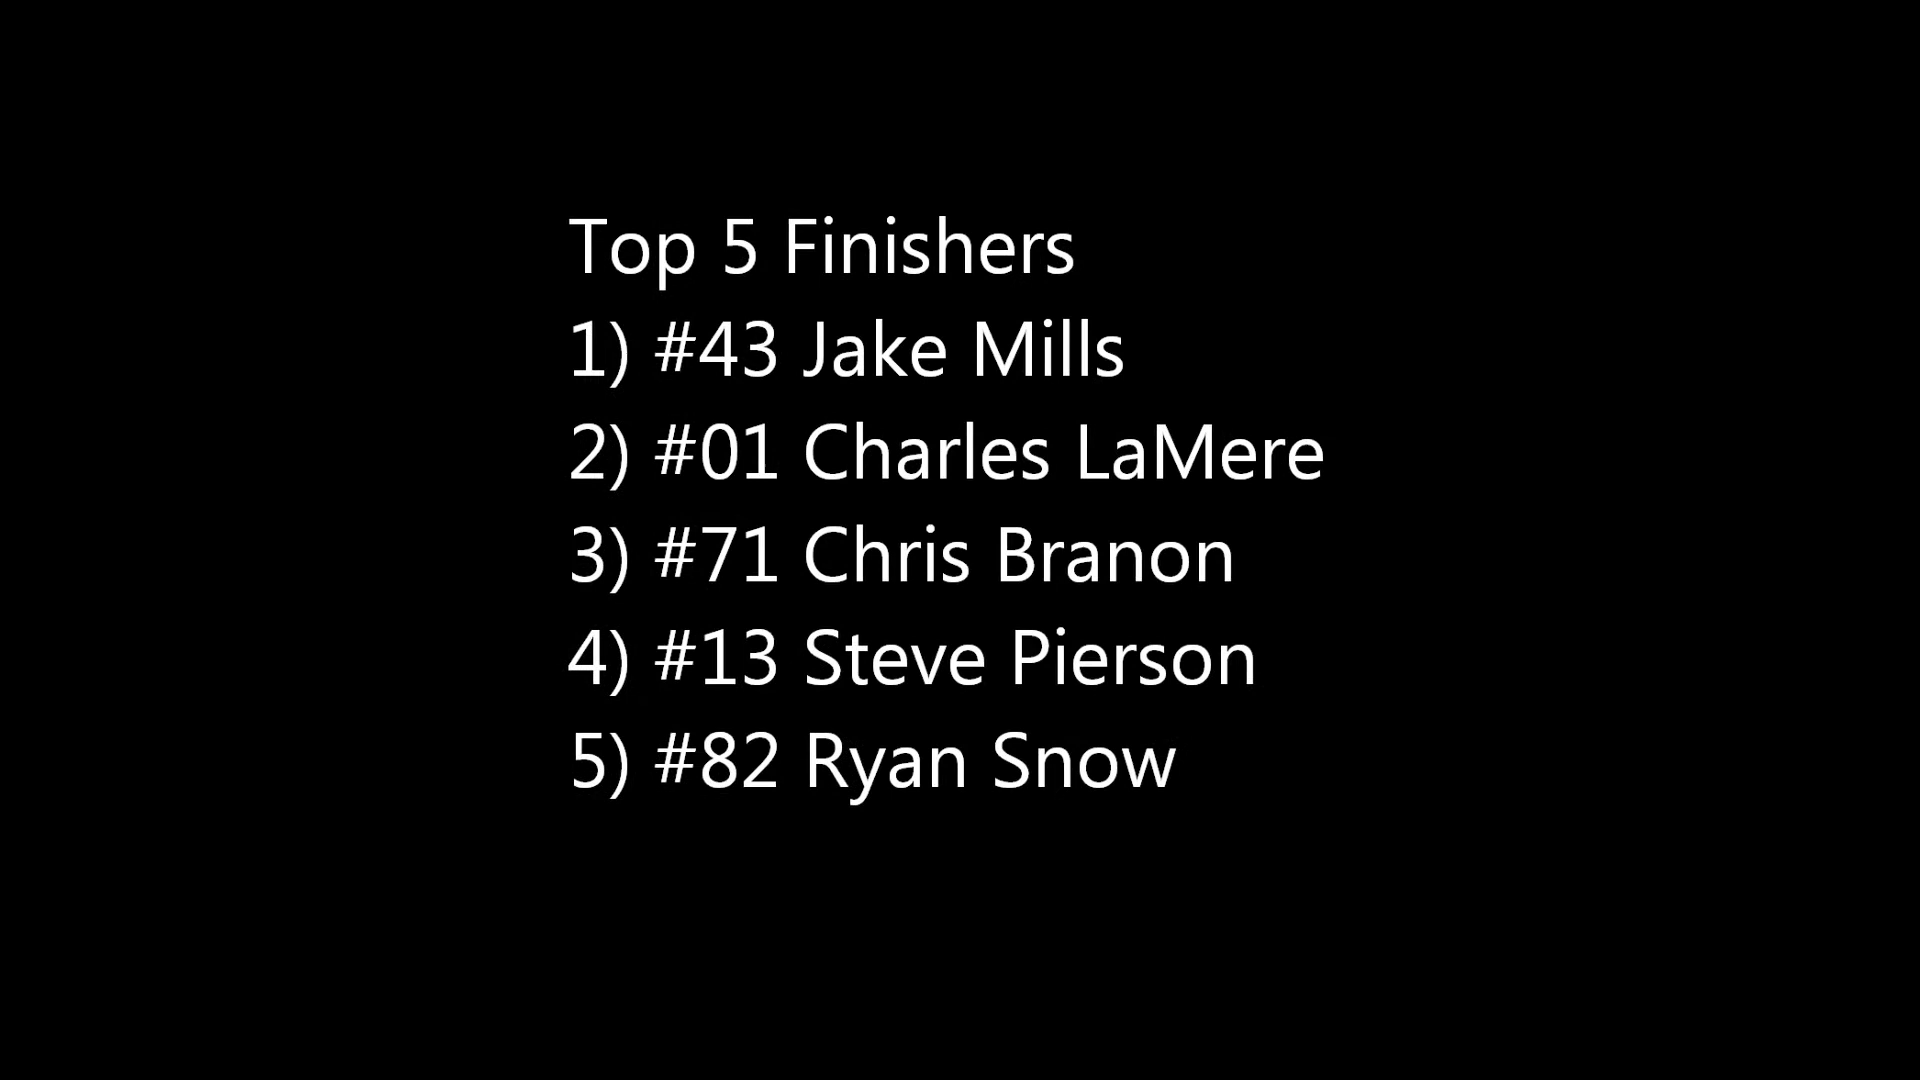 Top 5 Finishers
1) #43 Jake Mills
2) #01 Charles LaMere
3) #71 Chris Branon
4) #13 Steve Pierson
5) #82 Ryan Snow